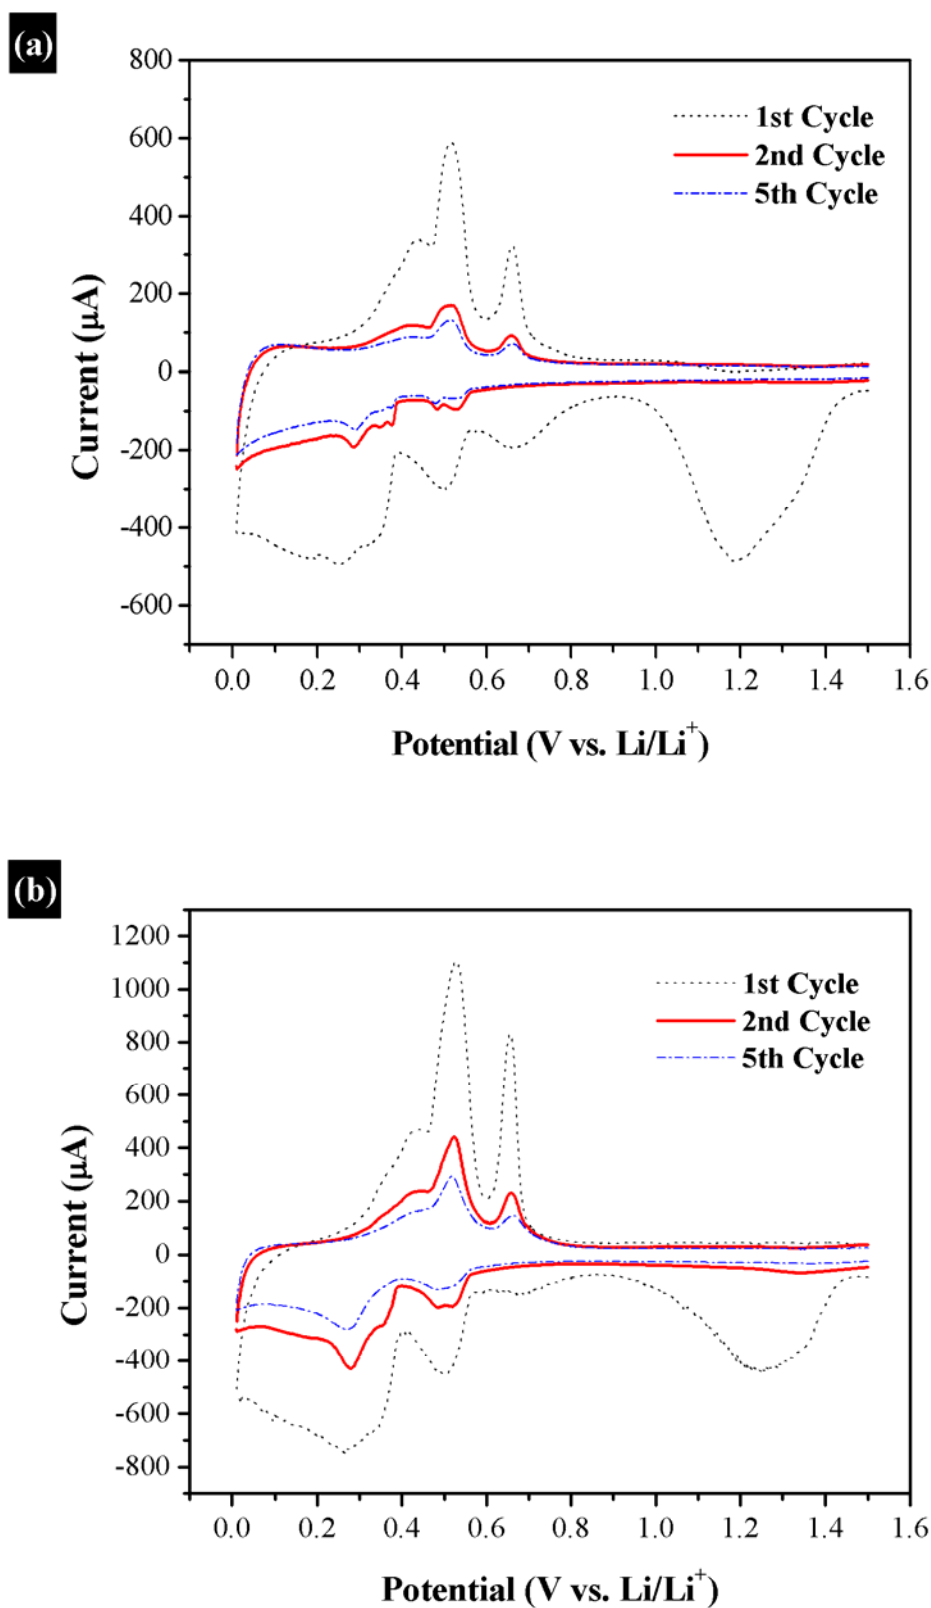 (a)
800
600
400
200
0
-200
-400
-600
Current (µA)
1st Cycle
2nd Cycle
5th Cycle
0.0 0.2 0.4 0.6 0.8 1.0 1.2 1.4 1.6
Potential (V vs. Li/Li⁺)
(b)
1200
1000
800
600
400
200
0
-200
-400
-600
-800
Current (µA)
1st Cycle
2nd Cycle
5th Cycle
0.0 0.2 0.4 0.6 0.8 1.0 1.2 1.4 1.6
Potential (V vs. Li/Li⁺)